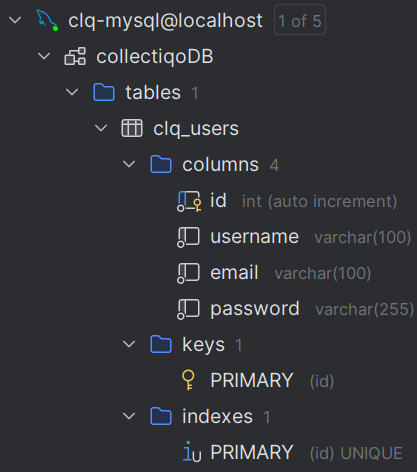 clq-mysql@localhost 1 of 5
collectiqoDB
tables 1
clq_users
columns 4
id int (auto increment)
username varchar(100)
email varchar(100)
password varchar(255)
keys 1
PRIMARY (id)
indexes 1
iU PRIMARY (id) UNIQUE